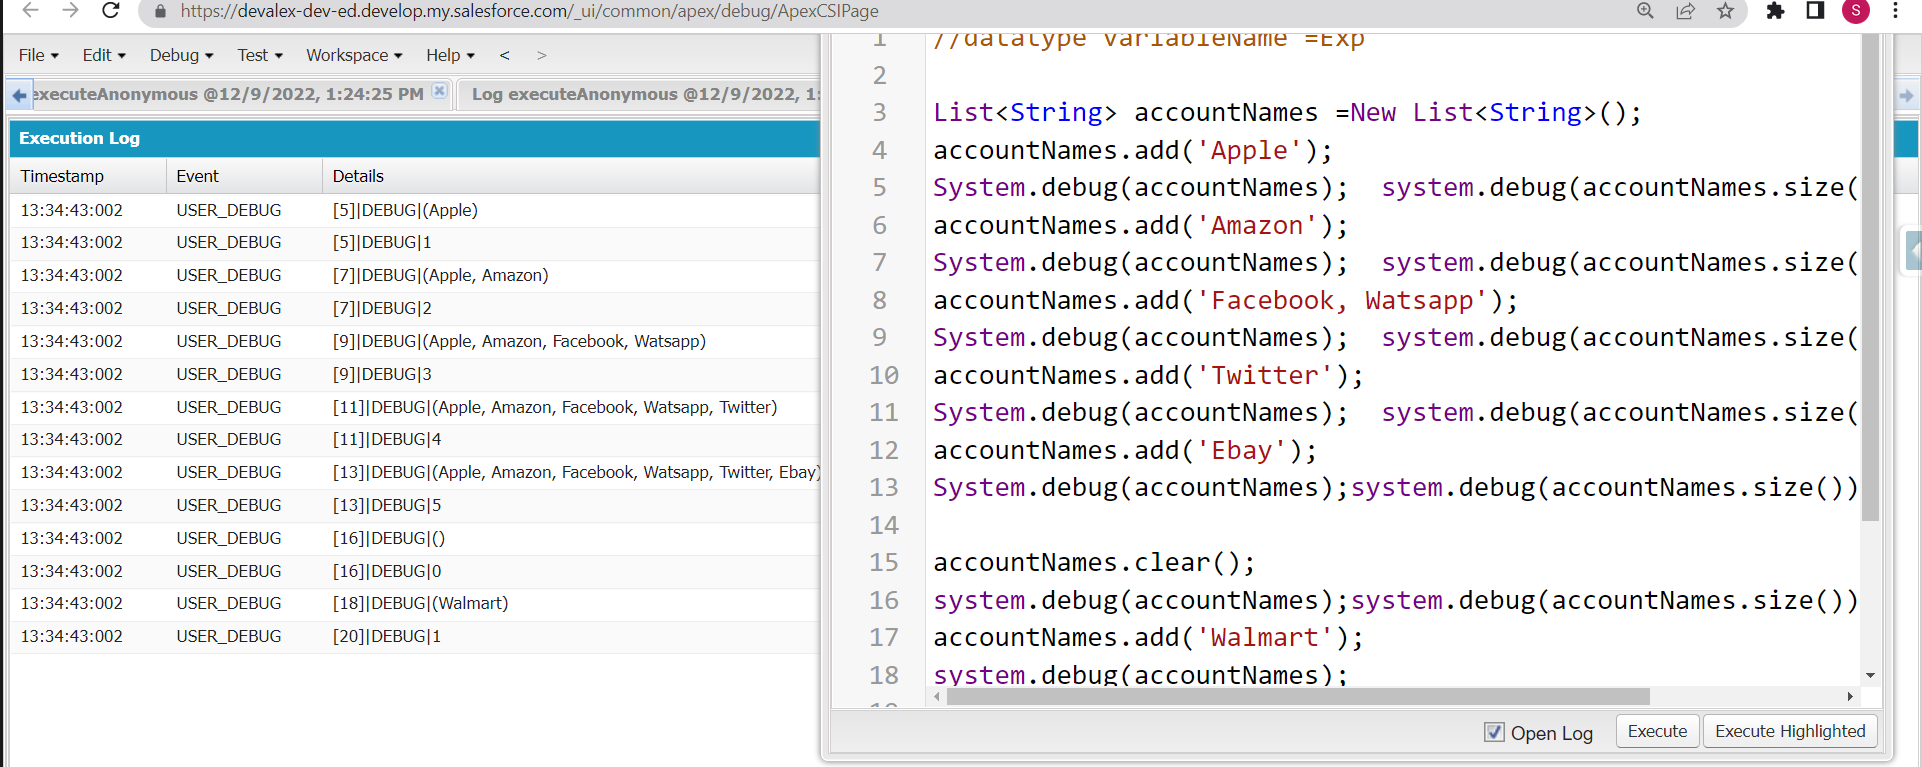 https://devalex-dev-ed.develop.my.salesforce.com/_ui/common/apex/debug/ApexCSIPage
S
File Edit Debug Test Workspace Help < >
executeAnonymous @12/9/2022, 1:24:25 PM
Log executeAnonymous @12/9/2022, 1:
Execution Log
Timestamp Event Details
13:34:43:002 USER_DEBUG [5]|DEBUG|(Apple)
13:34:43:002 USER_DEBUG [5]|DEBUG|1
13:34:43:002 USER_DEBUG [7]|DEBUG|(Apple, Amazon)
13:34:43:002 USER_DEBUG [7]|DEBUG|2
13:34:43:002 USER_DEBUG [9]|DEBUG|(Apple, Amazon, Facebook, Watsapp)
13:34:43:002 USER_DEBUG [9]|DEBUG|3
13:34:43:002 USER_DEBUG [11]|DEBUG|(Apple, Amazon, Facebook, Watsapp, Twitter)
13:34:43:002 USER_DEBUG [11]|DEBUG|4
13:34:43:002 USER_DEBUG [13]|DEBUG|(Apple, Amazon, Facebook, Watsapp, Twitter, Ebay)
13:34:43:002 USER_DEBUG [13]|DEBUG|5
13:34:43:002 USER_DEBUG [16]|DEBUG|()
13:34:43:002 USER_DEBUG [16]|DEBUG|0
13:34:43:002 USER_DEBUG [18]|DEBUG|(Walmart)
13:34:43:002 USER_DEBUG [20]|DEBUG|1
1 //datatype variableName =Exp
2
3 List<String> accountNames =New List<String>();
4 accountNames.add('Apple');
5 System.debug(accountNames);  system.debug(accountNames.size(
6 accountNames.add('Amazon');
7 System.debug(accountNames);  system.debug(accountNames.size(
8 accountNames.add('Facebook, Watsapp');
9 System.debug(accountNames);  system.debug(accountNames.size(
10 accountNames.add('Twitter');
11 System.debug(accountNames);  system.debug(accountNames.size(
12 accountNames.add('Ebay');
13 System.debug(accountNames);system.debug(accountNames.size())
14
15 accountNames.clear();
16 system.debug(accountNames);system.debug(accountNames.size())
17 accountNames.add('Walmart');
18 system.debug(accountNames);
Open Log Execute Execute Highlighted